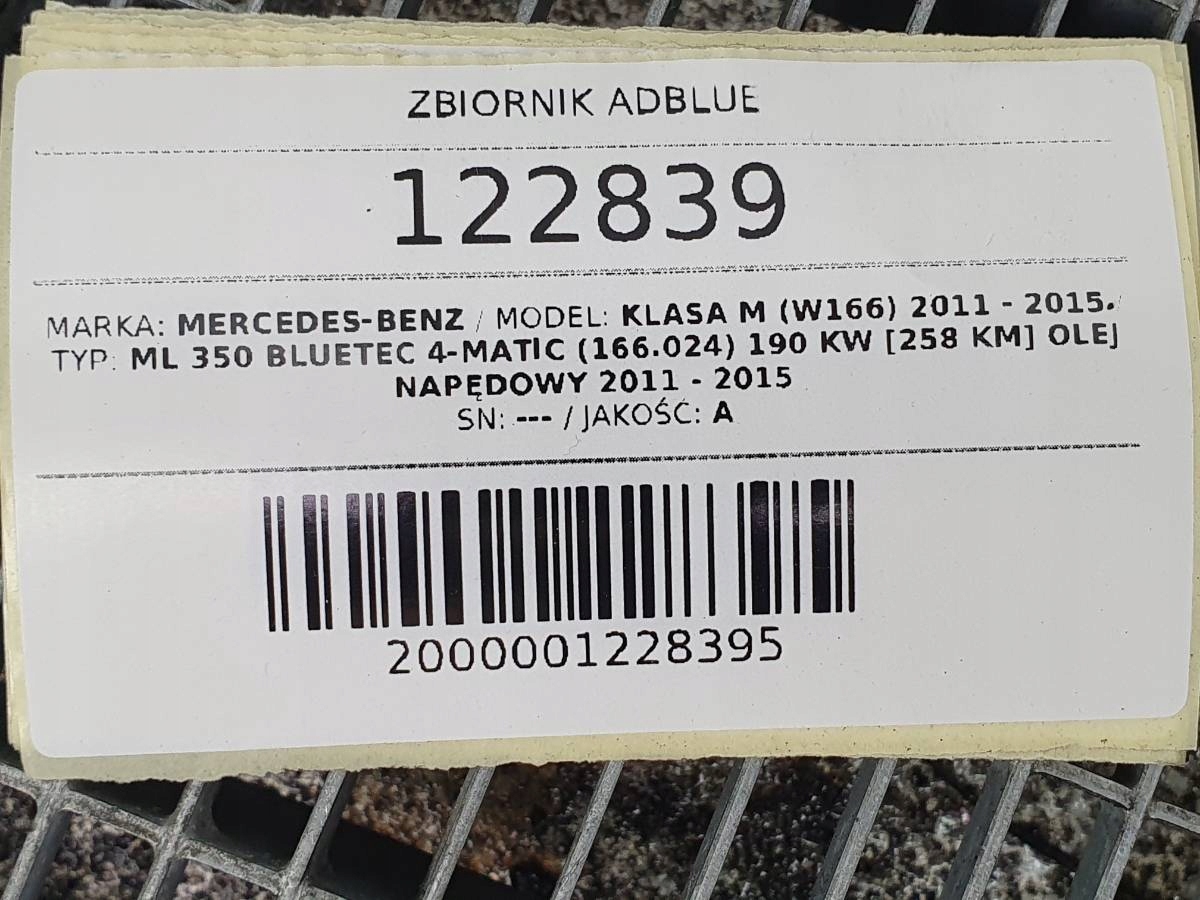 ZBIORNIK ADBLUE
122839
MARKA: MERCEDES-BENZ / MODEL: KLASA M (W166) 2011 - 2015.
TYP: ML 350 BLUETEC 4-MATIC (166.024) 190 KW [258 KM] OLEJ
NAPĘDOWY 2011 - 2015
SN: --- / JAKOŚĆ: A
2000001228395